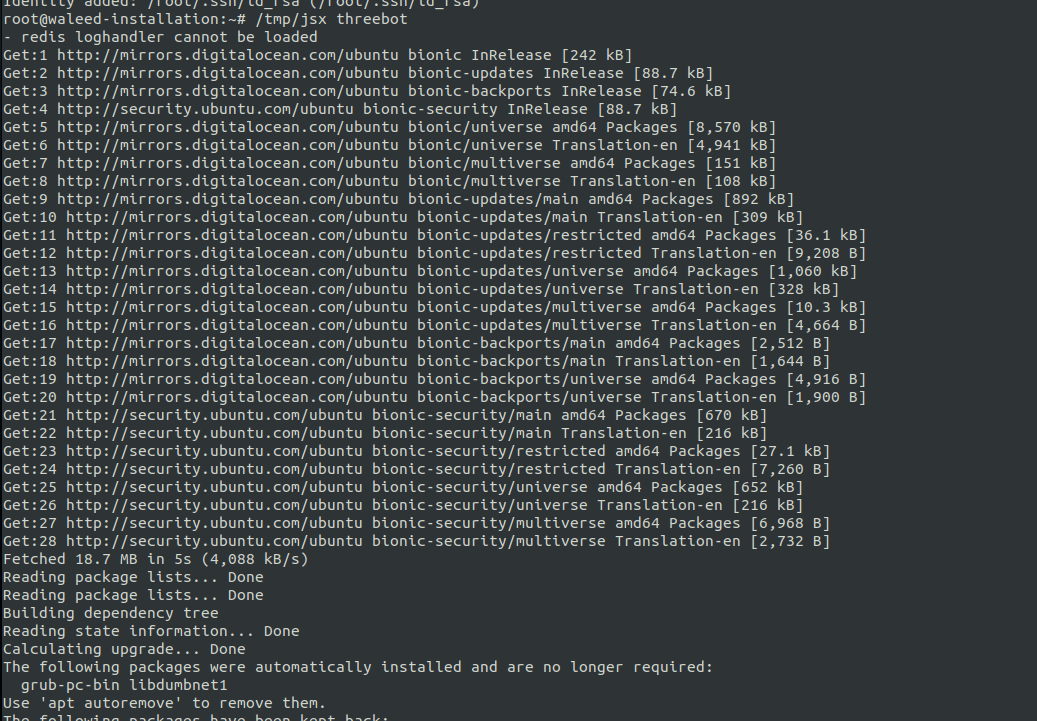 Identity added: /root/.ssh/id_rsa (/root/.ssh/id_rsa)
root@waleed-installation:~# /tmp/jsx threebot
- redis loghandler cannot be loaded
Get:1 http://mirrors.digitalocean.com/ubuntu bionic InRelease [242 kB]
Get:2 http://mirrors.digitalocean.com/ubuntu bionic-updates InRelease [88.7 kB]
Get:3 http://mirrors.digitalocean.com/ubuntu bionic-backports InRelease [74.6 kB]
Get:4 http://security.ubuntu.com/ubuntu bionic-security InRelease [88.7 kB]
Get:5 http://mirrors.digitalocean.com/ubuntu bionic/universe amd64 Packages [8,570 kB]
Get:6 http://mirrors.digitalocean.com/ubuntu bionic/universe Translation-en [4,941 kB]
Get:7 http://mirrors.digitalocean.com/ubuntu bionic/multiverse amd64 Packages [151 kB]
Get:8 http://mirrors.digitalocean.com/ubuntu bionic/multiverse Translation-en [108 kB]
Get:9 http://mirrors.digitalocean.com/ubuntu bionic-updates/main amd64 Packages [892 kB]
Get:10 http://mirrors.digitalocean.com/ubuntu bionic-updates/main Translation-en [309 kB]
Get:11 http://mirrors.digitalocean.com/ubuntu bionic-updates/restricted amd64 Packages [36.1 kB]
Get:12 http://mirrors.digitalocean.com/ubuntu bionic-updates/restricted Translation-en [9,208 B]
Get:13 http://mirrors.digitalocean.com/ubuntu bionic-updates/universe amd64 Packages [1,060 kB]
Get:14 http://mirrors.digitalocean.com/ubuntu bionic-updates/universe Translation-en [328 kB]
Get:15 http://mirrors.digitalocean.com/ubuntu bionic-updates/multiverse amd64 Packages [10.3 kB]
Get:16 http://mirrors.digitalocean.com/ubuntu bionic-updates/multiverse Translation-en [4,664 B]
Get:17 http://mirrors.digitalocean.com/ubuntu bionic-backports/main amd64 Packages [2,512 B]
Get:18 http://mirrors.digitalocean.com/ubuntu bionic-backports/main Translation-en [1,644 B]
Get:19 http://mirrors.digitalocean.com/ubuntu bionic-backports/universe amd64 Packages [4,916 B]
Get:20 http://mirrors.digitalocean.com/ubuntu bionic-backports/universe Translation-en [1,900 B]
Get:21 http://security.ubuntu.com/ubuntu bionic-security/main amd64 Packages [670 kB]
Get:22 http://security.ubuntu.com/ubuntu bionic-security/main Translation-en [216 kB]
Get:23 http://security.ubuntu.com/ubuntu bionic-security/restricted amd64 Packages [27.1 kB]
Get:24 http://security.ubuntu.com/ubuntu bionic-security/restricted Translation-en [7,260 B]
Get:25 http://security.ubuntu.com/ubuntu bionic-security/universe amd64 Packages [652 kB]
Get:26 http://security.ubuntu.com/ubuntu bionic-security/universe Translation-en [216 kB]
Get:27 http://security.ubuntu.com/ubuntu bionic-security/multiverse amd64 Packages [6,968 B]
Get:28 http://security.ubuntu.com/ubuntu bionic-security/multiverse Translation-en [2,732 B]
Fetched 18.7 MB in 5s (4,088 kB/s)
Reading package lists... Done
Reading package lists... Done
Building dependency tree
Reading state information... Done
Calculating upgrade... Done
The following packages were automatically installed and are no longer required:
  grub-pc-bin libdumbnet1
Use 'apt autoremove' to remove them.
The following packages have been kept back: